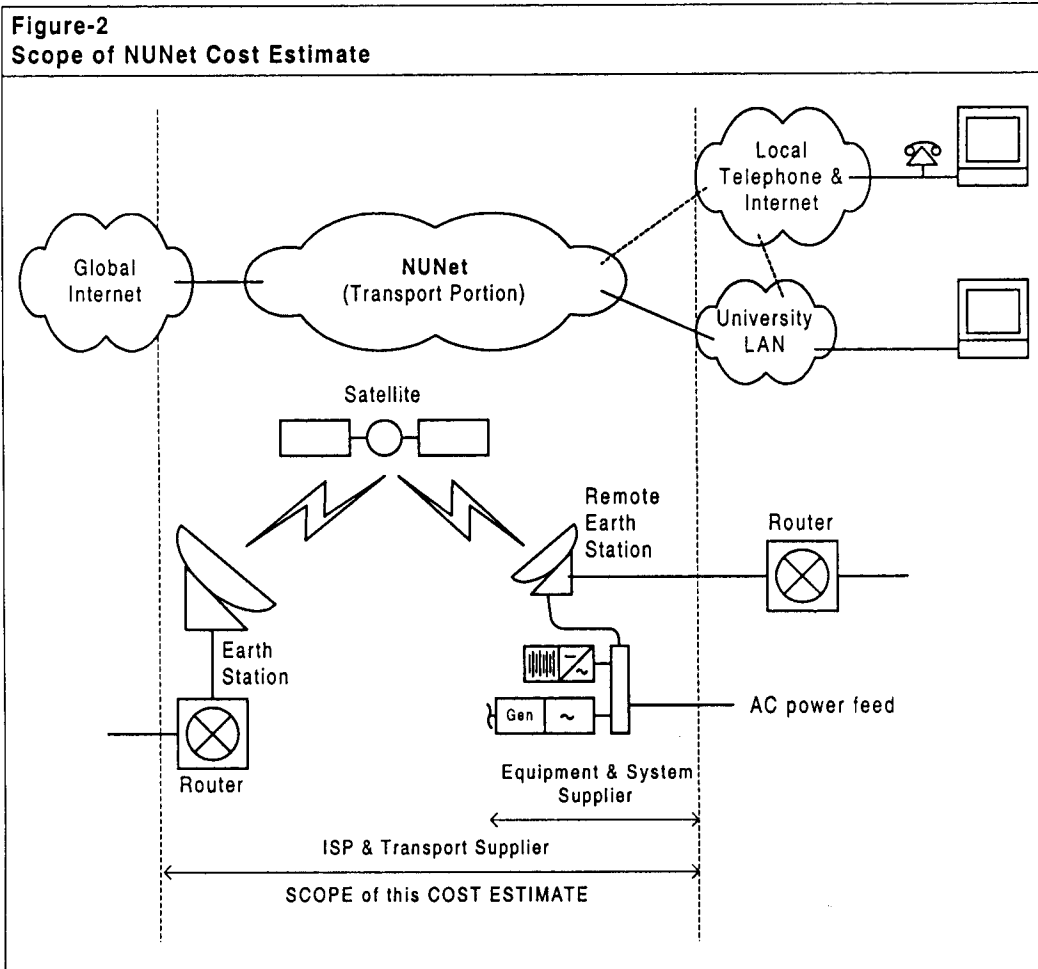 Figure-2
Scope of NUNet Cost Estimate
Local
Telephone &
Internet
Global
Internet
NUNet
(Transport Portion)
University
LAN
Satellite
Remote
Earth
Station
Router
Earth
Station
Gen
~
AC power feed
Router
Equipment & System
Supplier
ISP & Transport Supplier
SCOPE of this COST ESTIMATE